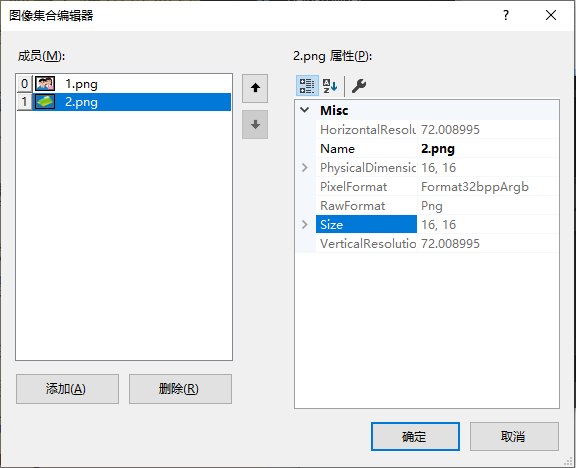 图像集合编辑器
?
成员(M):
0 1.png
1 2.png
添加(A) 删除(R)
2.png 属性(P):
Misc
HorizontalResolu 72.008995
Name 2.png
PhysicalDimensic 16, 16
PixelFormat Format32bppArgb
RawFormat Png
Size 16, 16
VerticalResolutio 72.008995
确定 取消